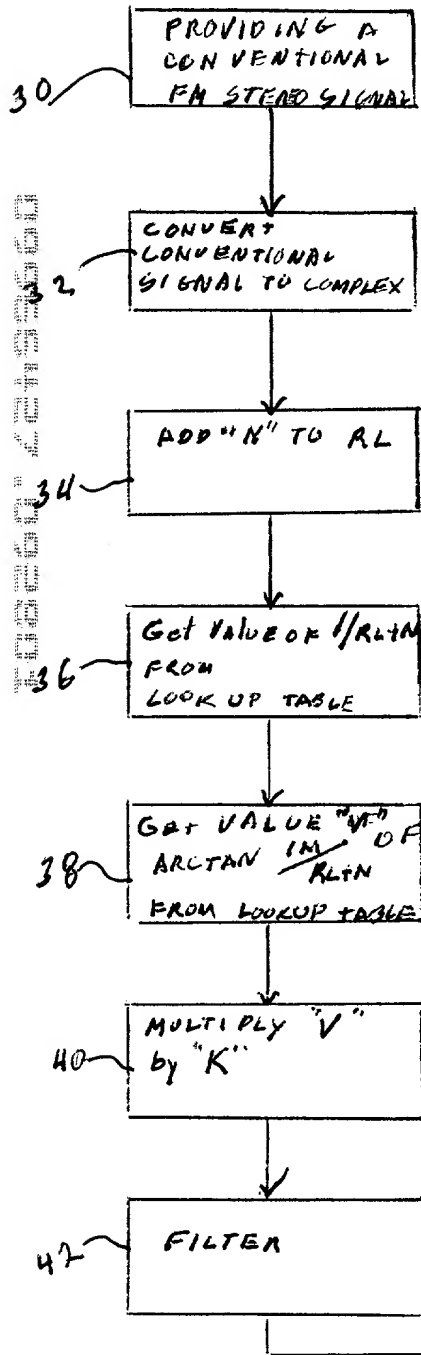 PROVIDING A
CONVENTIONAL
FM STEREO SIGNAL
30
CONVERT
CONVENTIONAL
SIGNAL TO COMPLEX
32
ADD "N" TO RL
34
Get VALUE OF 1/RL+N
FROM
LOOK UP TABLE
36
GET VALUE OF
ARCTAN IM/RL+N
FROM LOOKUP TABLE
38
MULTIPLY "V"
by "K"
40
FILTER
42